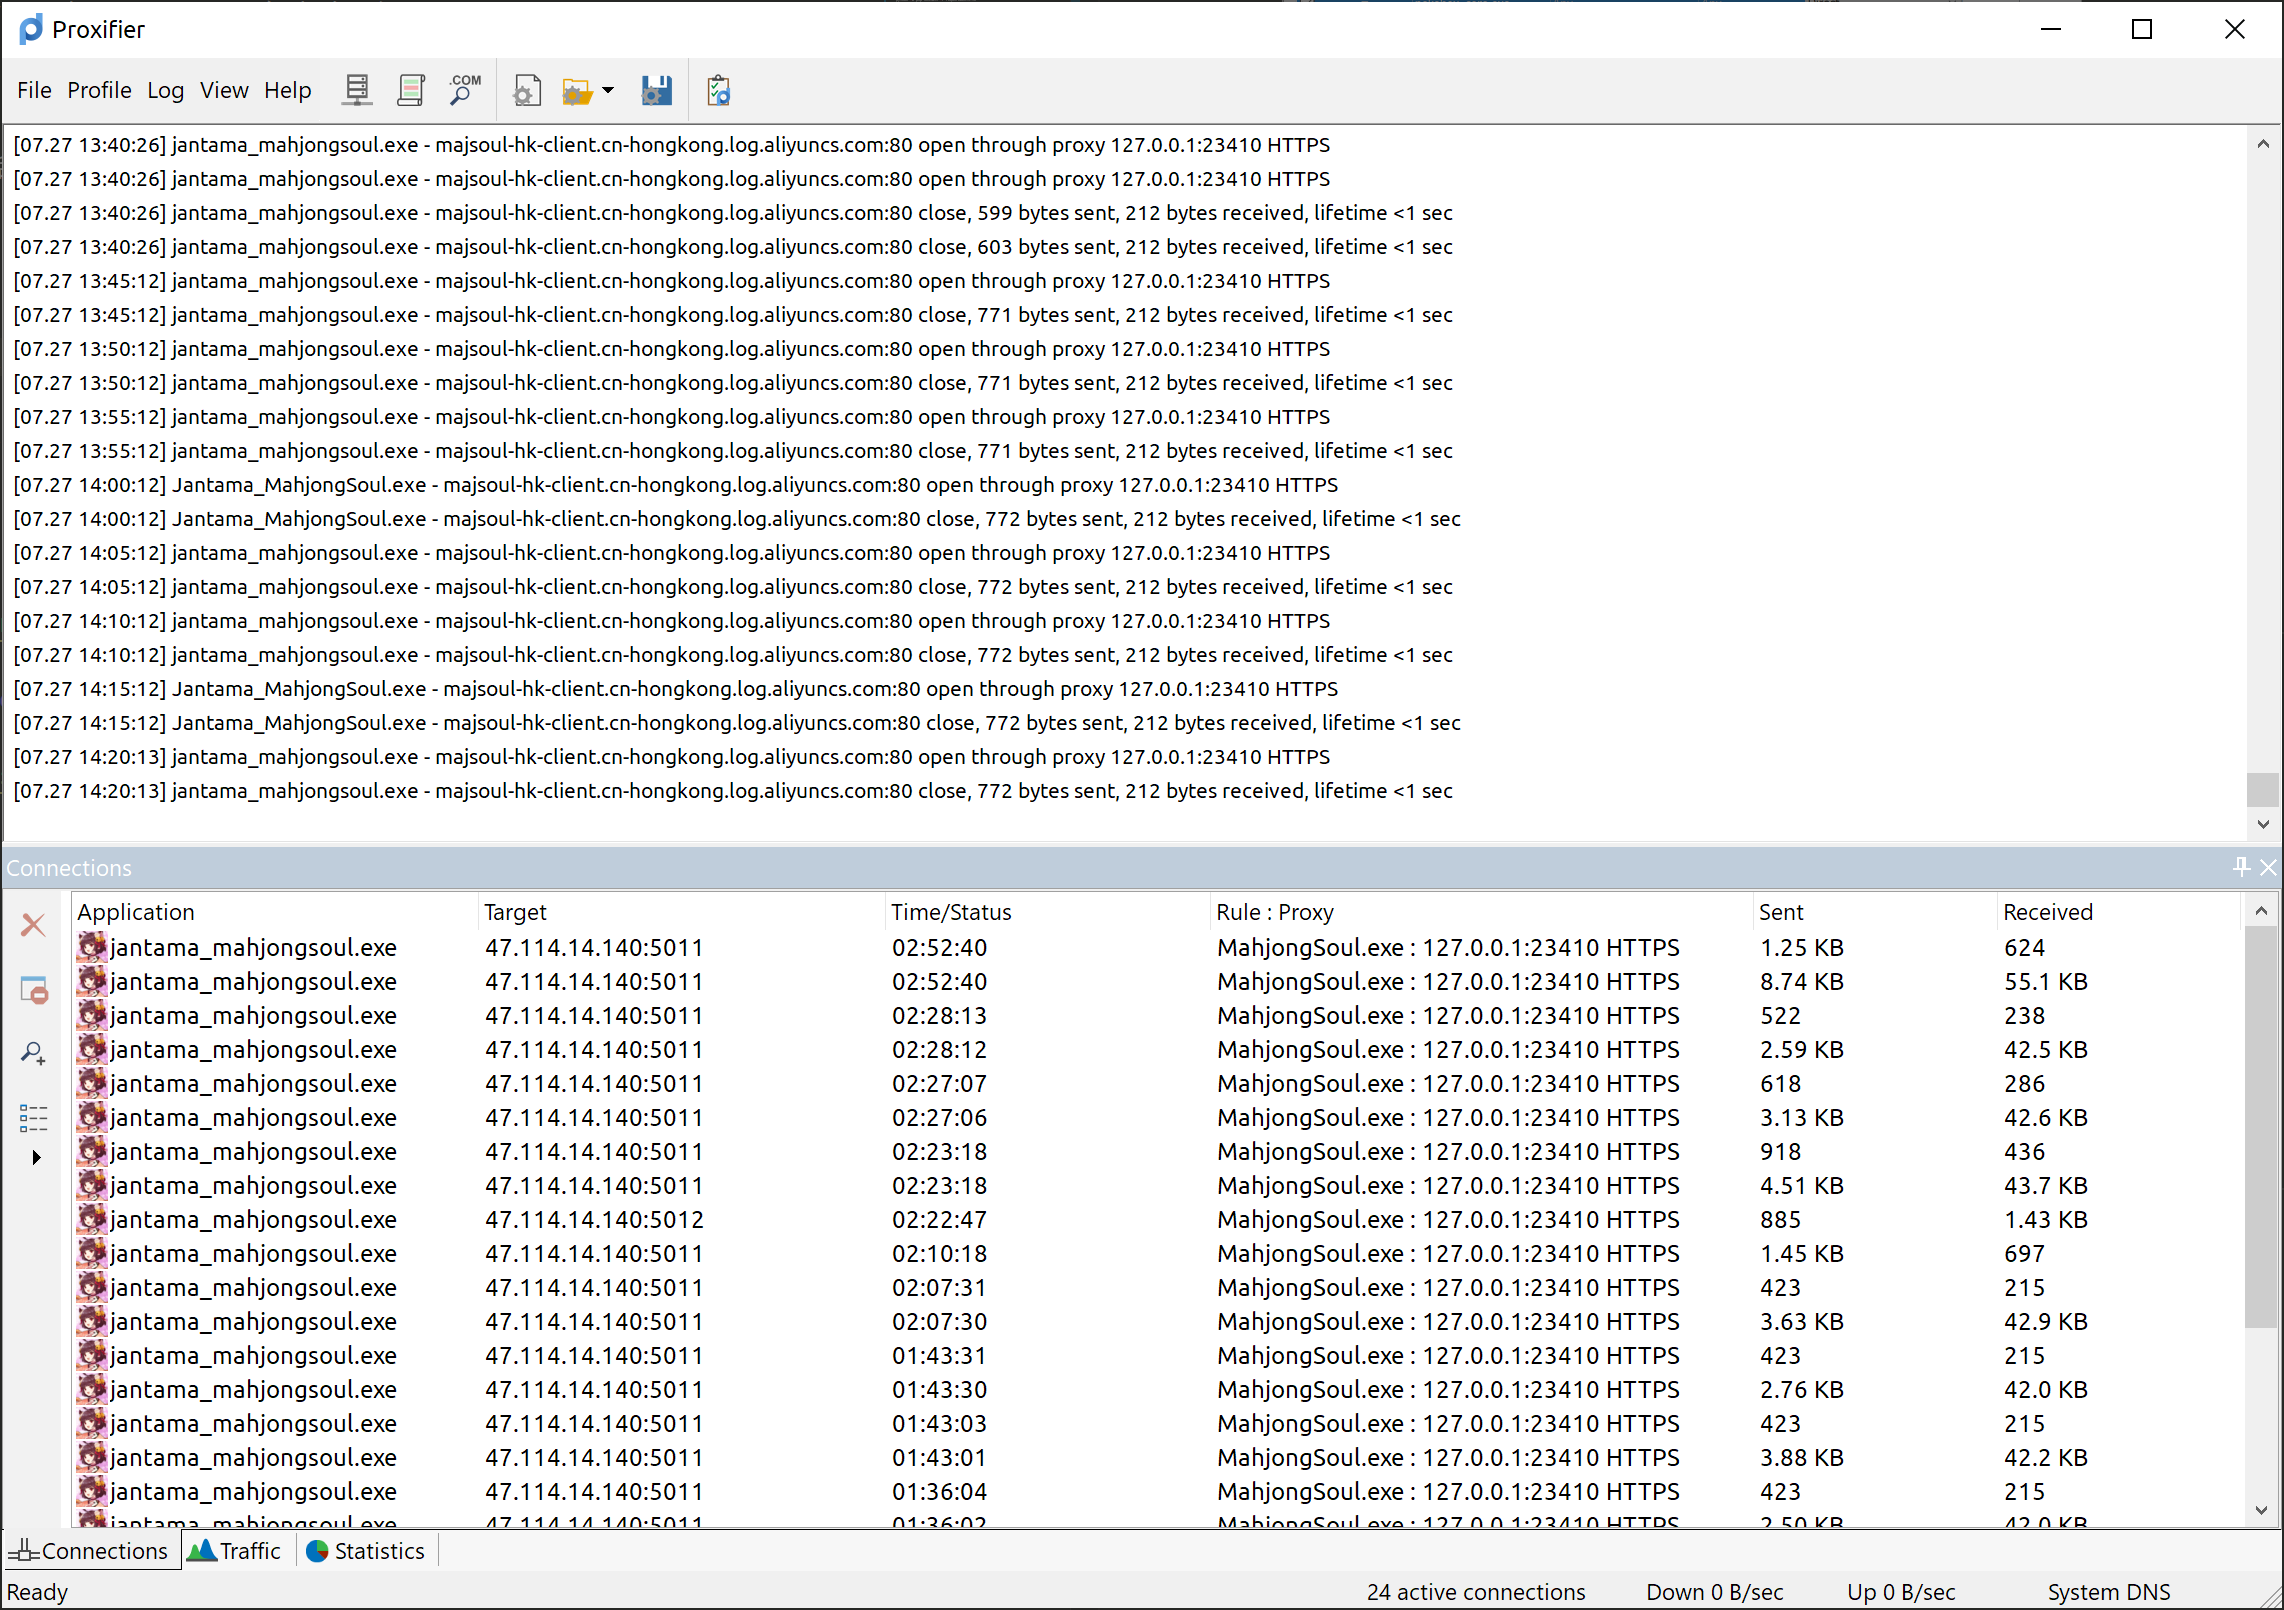 Proxifier
File Profile Log View Help .COM
[07.27 13:40:26] jantama_mahjongsoul.exe - majsoul-hk-client.cn-hongkong.log.aliyuncs.com:80 open through proxy 127.0.0.1:23410 HTTPS
[07.27 13:40:26] jantama_mahjongsoul.exe - majsoul-hk-client.cn-hongkong.log.aliyuncs.com:80 open through proxy 127.0.0.1:23410 HTTPS
[07.27 13:40:26] jantama_mahjongsoul.exe - majsoul-hk-client.cn-hongkong.log.aliyuncs.com:80 close, 599 bytes sent, 212 bytes received, lifetime <1 sec
[07.27 13:40:26] jantama_mahjongsoul.exe - majsoul-hk-client.cn-hongkong.log.aliyuncs.com:80 close, 603 bytes sent, 212 bytes received, lifetime <1 sec
[07.27 13:45:12] jantama_mahjongsoul.exe - majsoul-hk-client.cn-hongkong.log.aliyuncs.com:80 open through proxy 127.0.0.1:23410 HTTPS
[07.27 13:45:12] jantama_mahjongsoul.exe - majsoul-hk-client.cn-hongkong.log.aliyuncs.com:80 close, 771 bytes sent, 212 bytes received, lifetime <1 sec
[07.27 13:50:12] jantama_mahjongsoul.exe - majsoul-hk-client.cn-hongkong.log.aliyuncs.com:80 open through proxy 127.0.0.1:23410 HTTPS
[07.27 13:50:12] jantama_mahjongsoul.exe - majsoul-hk-client.cn-hongkong.log.aliyuncs.com:80 close, 771 bytes sent, 212 bytes received, lifetime <1 sec
[07.27 13:55:12] jantama_mahjongsoul.exe - majsoul-hk-client.cn-hongkong.log.aliyuncs.com:80 open through proxy 127.0.0.1:23410 HTTPS
[07.27 13:55:12] jantama_mahjongsoul.exe - majsoul-hk-client.cn-hongkong.log.aliyuncs.com:80 close, 771 bytes sent, 212 bytes received, lifetime <1 sec
[07.27 14:00:12] Jantama_MahjongSoul.exe - majsoul-hk-client.cn-hongkong.log.aliyuncs.com:80 open through proxy 127.0.0.1:23410 HTTPS
[07.27 14:00:12] Jantama_MahjongSoul.exe - majsoul-hk-client.cn-hongkong.log.aliyuncs.com:80 close, 772 bytes sent, 212 bytes received, lifetime <1 sec
[07.27 14:05:12] jantama_mahjongsoul.exe - majsoul-hk-client.cn-hongkong.log.aliyuncs.com:80 open through proxy 127.0.0.1:23410 HTTPS
[07.27 14:05:12] jantama_mahjongsoul.exe - majsoul-hk-client.cn-hongkong.log.aliyuncs.com:80 close, 772 bytes sent, 212 bytes received, lifetime <1 sec
[07.27 14:10:12] jantama_mahjongsoul.exe - majsoul-hk-client.cn-hongkong.log.aliyuncs.com:80 open through proxy 127.0.0.1:23410 HTTPS
[07.27 14:10:12] jantama_mahjongsoul.exe - majsoul-hk-client.cn-hongkong.log.aliyuncs.com:80 close, 772 bytes sent, 212 bytes received, lifetime <1 sec
[07.27 14:15:12] Jantama_MahjongSoul.exe - majsoul-hk-client.cn-hongkong.log.aliyuncs.com:80 open through proxy 127.0.0.1:23410 HTTPS
[07.27 14:15:12] Jantama_MahjongSoul.exe - majsoul-hk-client.cn-hongkong.log.aliyuncs.com:80 close, 772 bytes sent, 212 bytes received, lifetime <1 sec
[07.27 14:20:13] jantama_mahjongsoul.exe - majsoul-hk-client.cn-hongkong.log.aliyuncs.com:80 open through proxy 127.0.0.1:23410 HTTPS
[07.27 14:20:13] jantama_mahjongsoul.exe - majsoul-hk-client.cn-hongkong.log.aliyuncs.com:80 close, 772 bytes sent, 212 bytes received, lifetime <1 sec
Connections
Application Target Time/Status Rule : Proxy Sent Received
jantama_mahjongsoul.exe 47.114.14.140:5011 02:52:40 MahjongSoul.exe : 127.0.0.1:23410 HTTPS 1.25 KB 624
jantama_mahjongsoul.exe 47.114.14.140:5011 02:52:40 MahjongSoul.exe : 127.0.0.1:23410 HTTPS 8.74 KB 55.1 KB
jantama_mahjongsoul.exe 47.114.14.140:5011 02:28:13 MahjongSoul.exe : 127.0.0.1:23410 HTTPS 522 238
jantama_mahjongsoul.exe 47.114.14.140:5011 02:28:12 MahjongSoul.exe : 127.0.0.1:23410 HTTPS 2.59 KB 42.5 KB
jantama_mahjongsoul.exe 47.114.14.140:5011 02:27:07 MahjongSoul.exe : 127.0.0.1:23410 HTTPS 618 286
jantama_mahjongsoul.exe 47.114.14.140:5011 02:27:06 MahjongSoul.exe : 127.0.0.1:23410 HTTPS 3.13 KB 42.6 KB
jantama_mahjongsoul.exe 47.114.14.140:5011 02:23:18 MahjongSoul.exe : 127.0.0.1:23410 HTTPS 918 436
jantama_mahjongsoul.exe 47.114.14.140:5011 02:23:18 MahjongSoul.exe : 127.0.0.1:23410 HTTPS 4.51 KB 43.7 KB
jantama_mahjongsoul.exe 47.114.14.140:5012 02:22:47 MahjongSoul.exe : 127.0.0.1:23410 HTTPS 885 1.43 KB
jantama_mahjongsoul.exe 47.114.14.140:5011 02:10:18 MahjongSoul.exe : 127.0.0.1:23410 HTTPS 1.45 KB 697
jantama_mahjongsoul.exe 47.114.14.140:5011 02:07:31 MahjongSoul.exe : 127.0.0.1:23410 HTTPS 423 215
jantama_mahjongsoul.exe 47.114.14.140:5011 02:07:30 MahjongSoul.exe : 127.0.0.1:23410 HTTPS 3.63 KB 42.9 KB
jantama_mahjongsoul.exe 47.114.14.140:5011 01:43:31 MahjongSoul.exe : 127.0.0.1:23410 HTTPS 423 215
jantama_mahjongsoul.exe 47.114.14.140:5011 01:43:30 MahjongSoul.exe : 127.0.0.1:23410 HTTPS 2.76 KB 42.0 KB
jantama_mahjongsoul.exe 47.114.14.140:5011 01:43:03 MahjongSoul.exe : 127.0.0.1:23410 HTTPS 423 215
jantama_mahjongsoul.exe 47.114.14.140:5011 01:43:01 MahjongSoul.exe : 127.0.0.1:23410 HTTPS 3.88 KB 42.2 KB
jantama_mahjongsoul.exe 47.114.14.140:5011 01:36:04 MahjongSoul.exe : 127.0.0.1:23410 HTTPS 423 215
jantama_mahjongsoul.exe 47.114.14.140:5011 01:36:02 MahjongSoul.exe : 127.0.0.1:23410 HTTPS 2.50 KB 42.0 KB
Connections Traffic Statistics
Ready 24 active connections Down 0 B/sec Up 0 B/sec System DNS